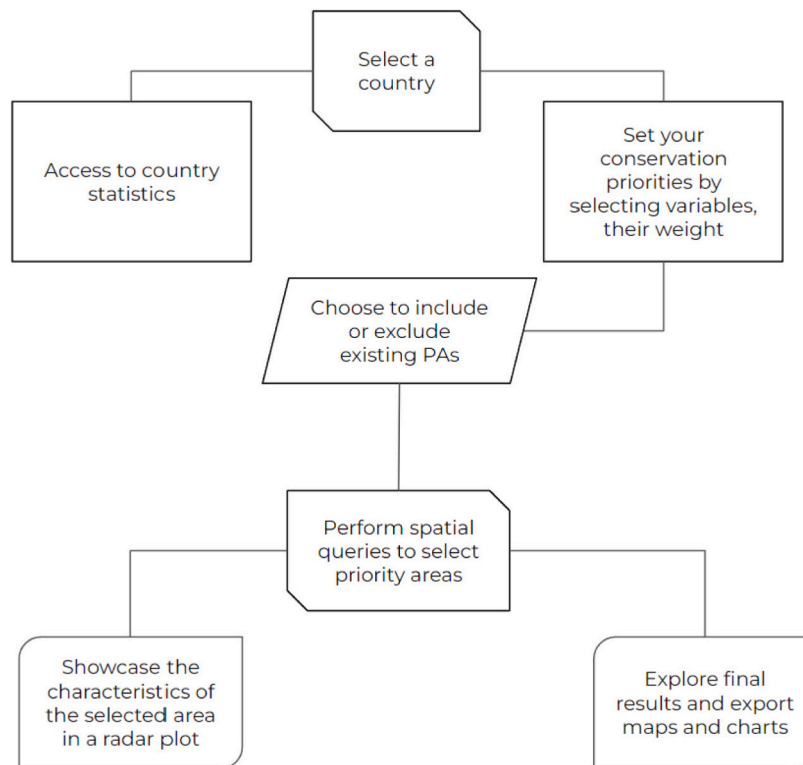 Select a
country
Access to country
statistics
Set your
conservation
priorities by
selecting variables,
their weight
Choose to include
or exclude
existing PAs
Perform spatial
queries to select
priority areas
Showcase the
characteristics of
the selected area
in a radar plot
Explore final
results and export
maps and charts